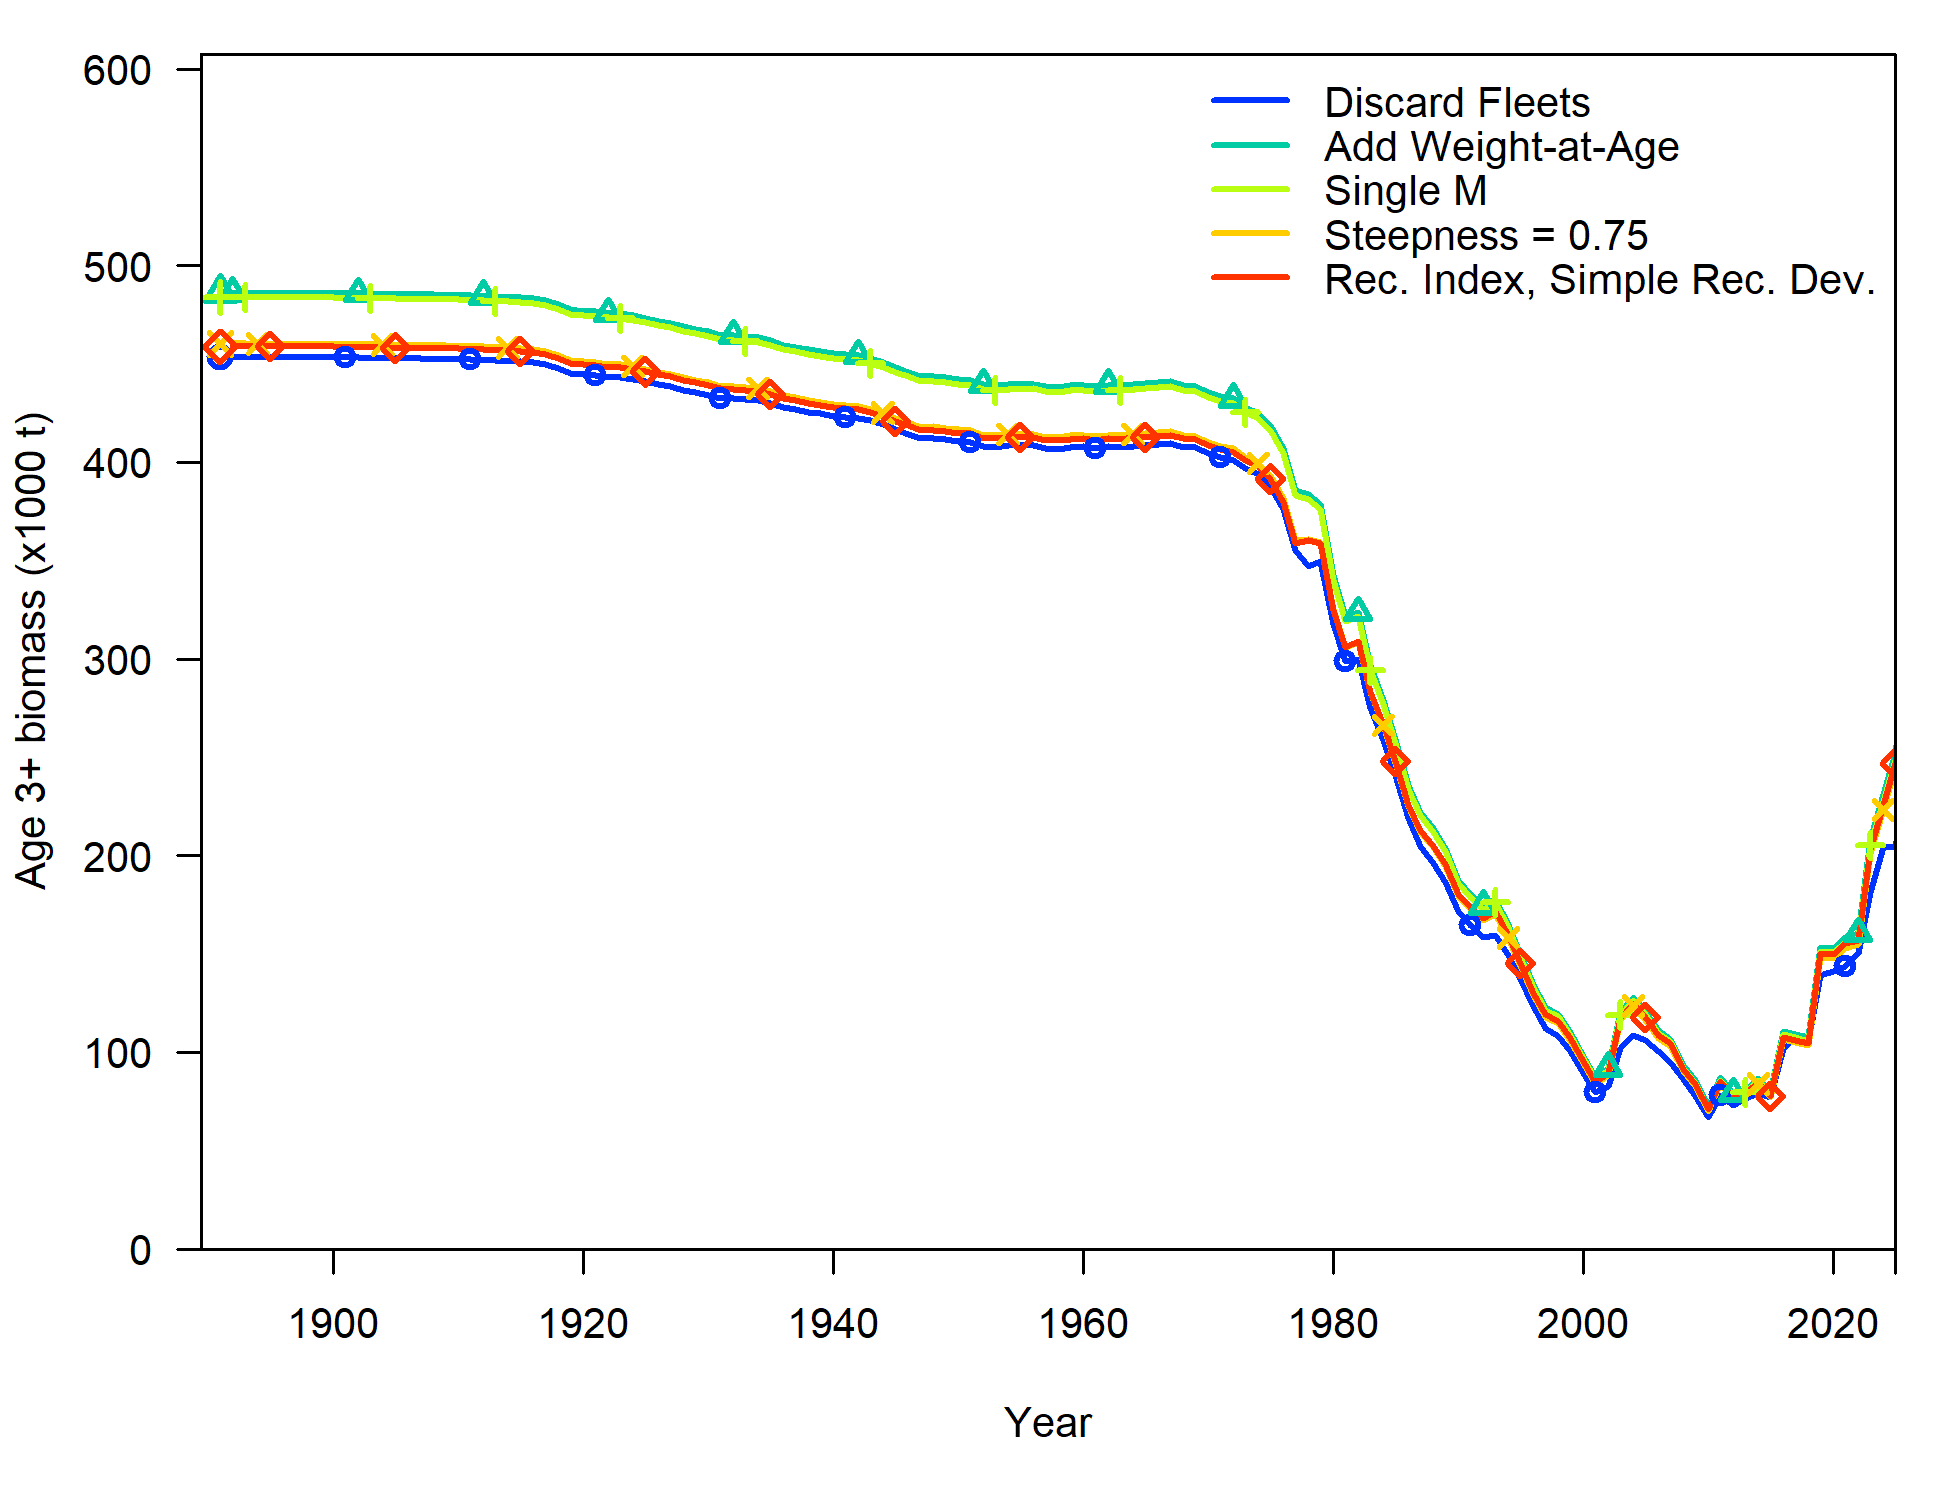 600
500
400
300
200
100
0
Age 3+ biomass (x1000 t)
Discard Fleets
Add Weight-at-Age
Single M
Steepness = 0.75
Rec. Index, Simple Rec. Dev.
1900 1920 1940 1960 1980 2000 2020
Year